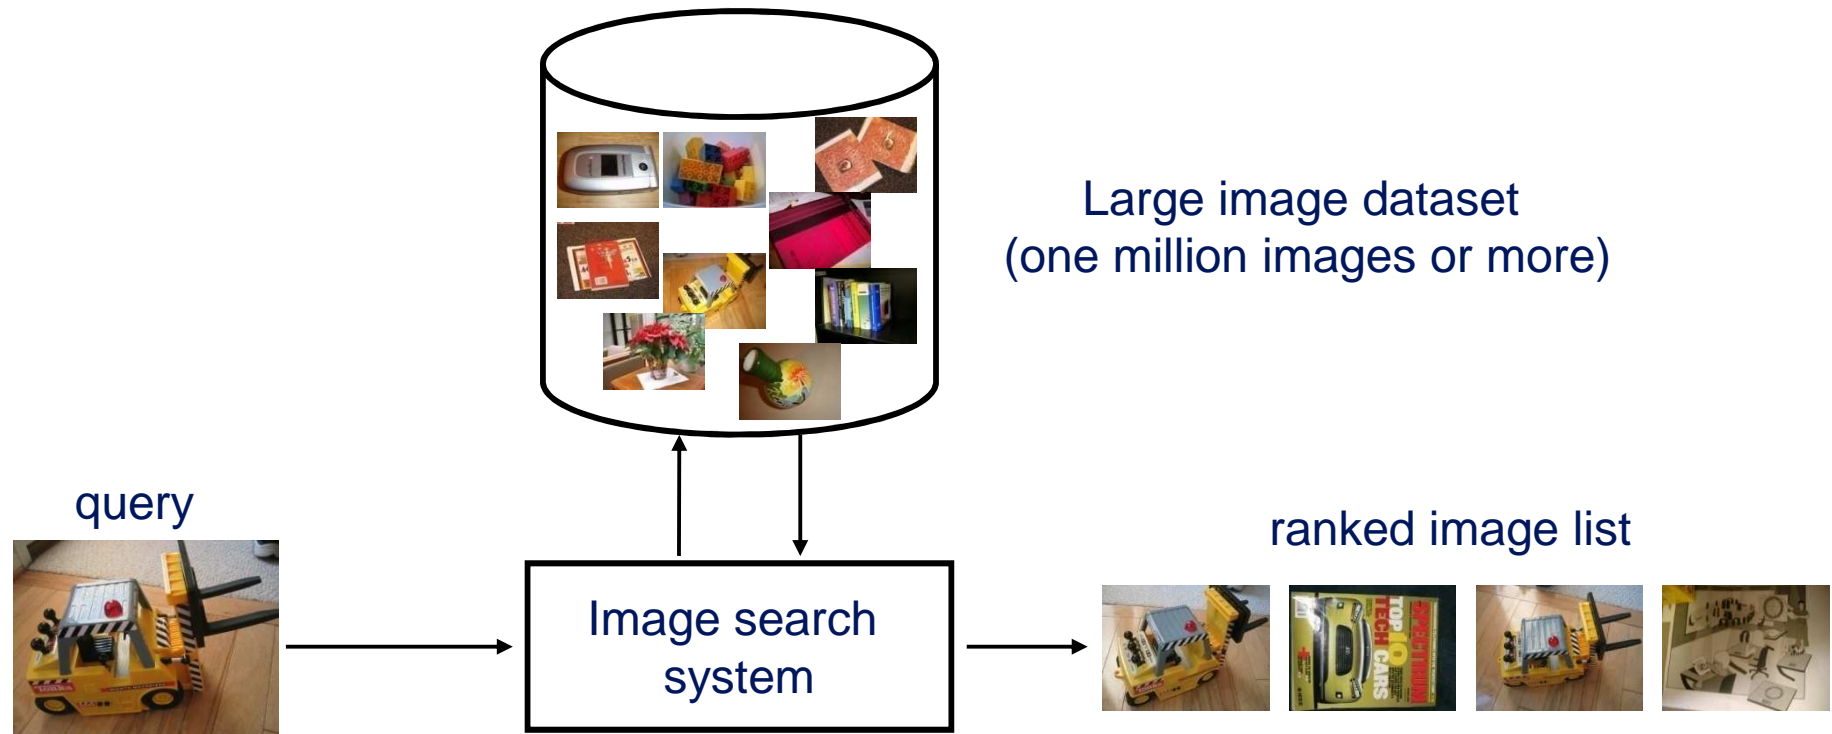 Large image dataset
(one million images or more)
query
ranked image list
Image search
system
TOP
10
TECH CARS
SPECTRUM